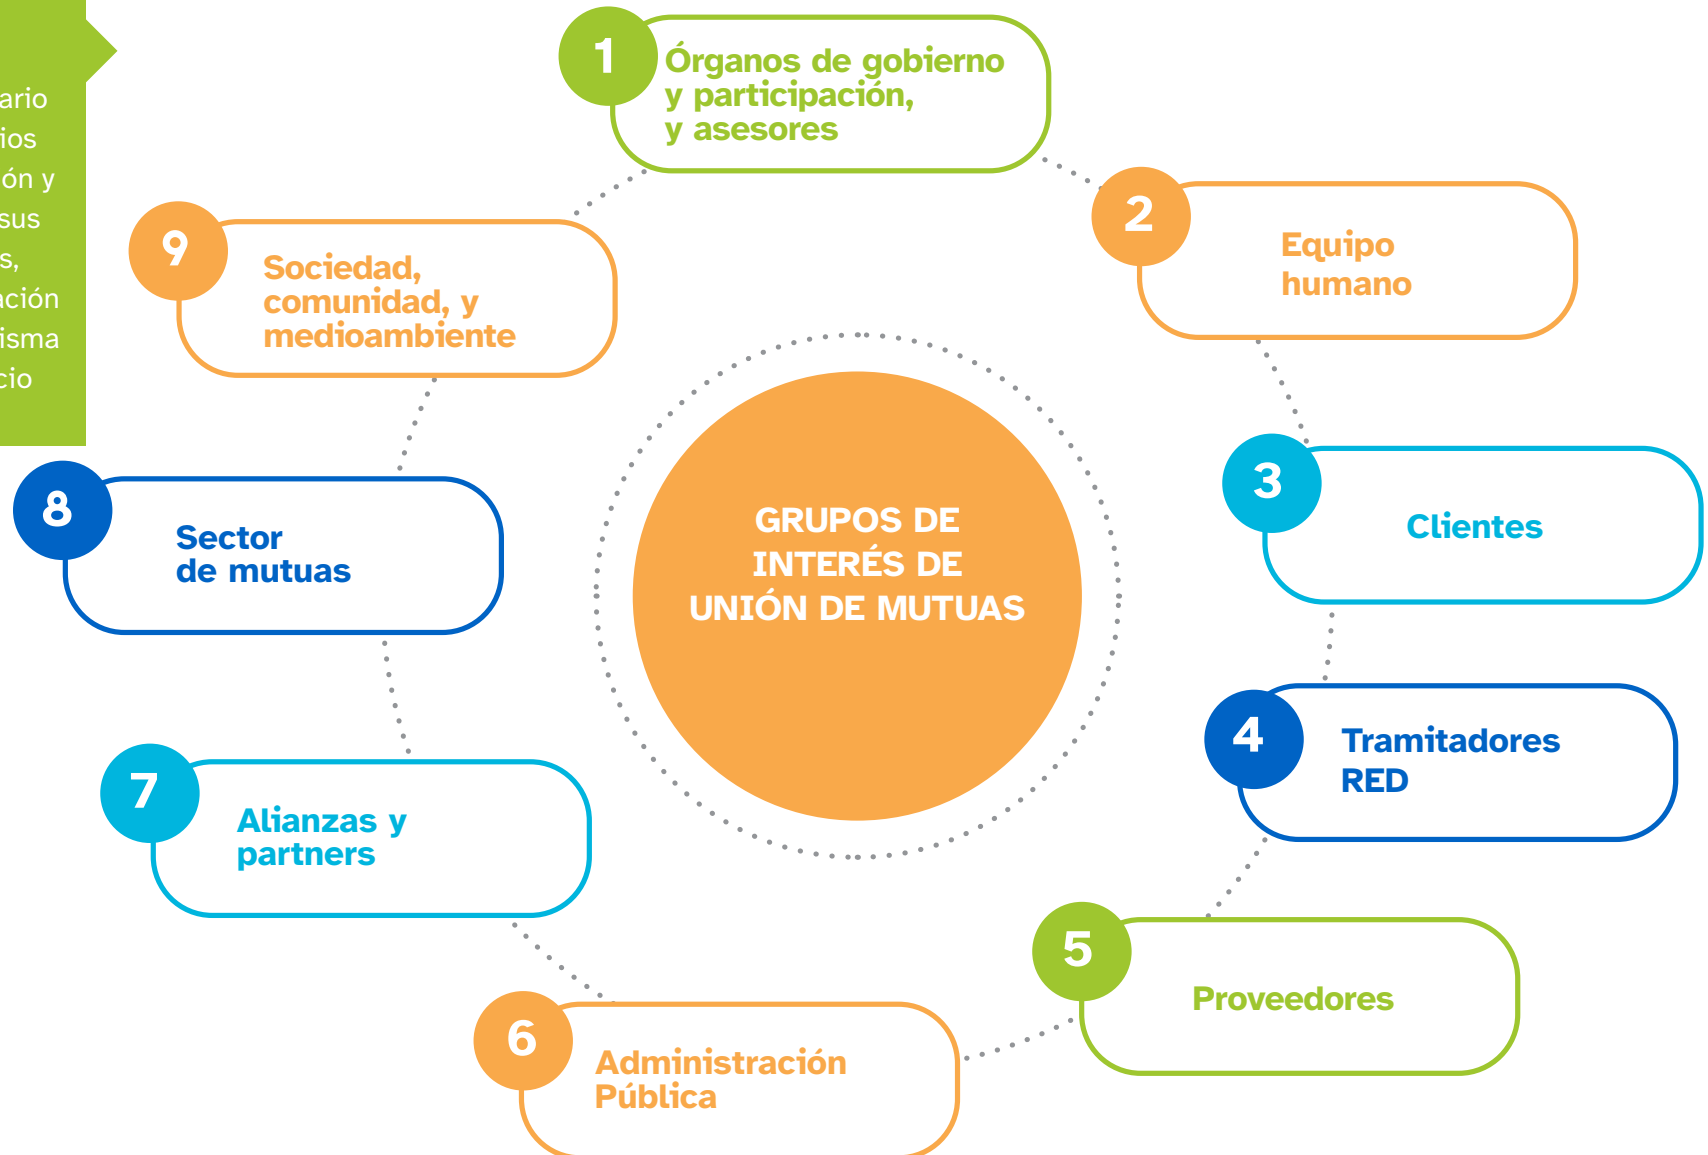 ario
ios
ón y
sus
s,
ación
isma
cio
1
Órganos de gobierno
y participación,
y asesores
2
Equipo
humano
3
Clientes
4
Tramitadores
RED
5
Proveedores
6
Administración
Pública
7
Alianzas y
partners
8
Sector
de mutuas
9
Sociedad,
comunidad, y
medioambiente
GRUPOS DE
INTERÉS DE
UNIÓN DE MUTUAS